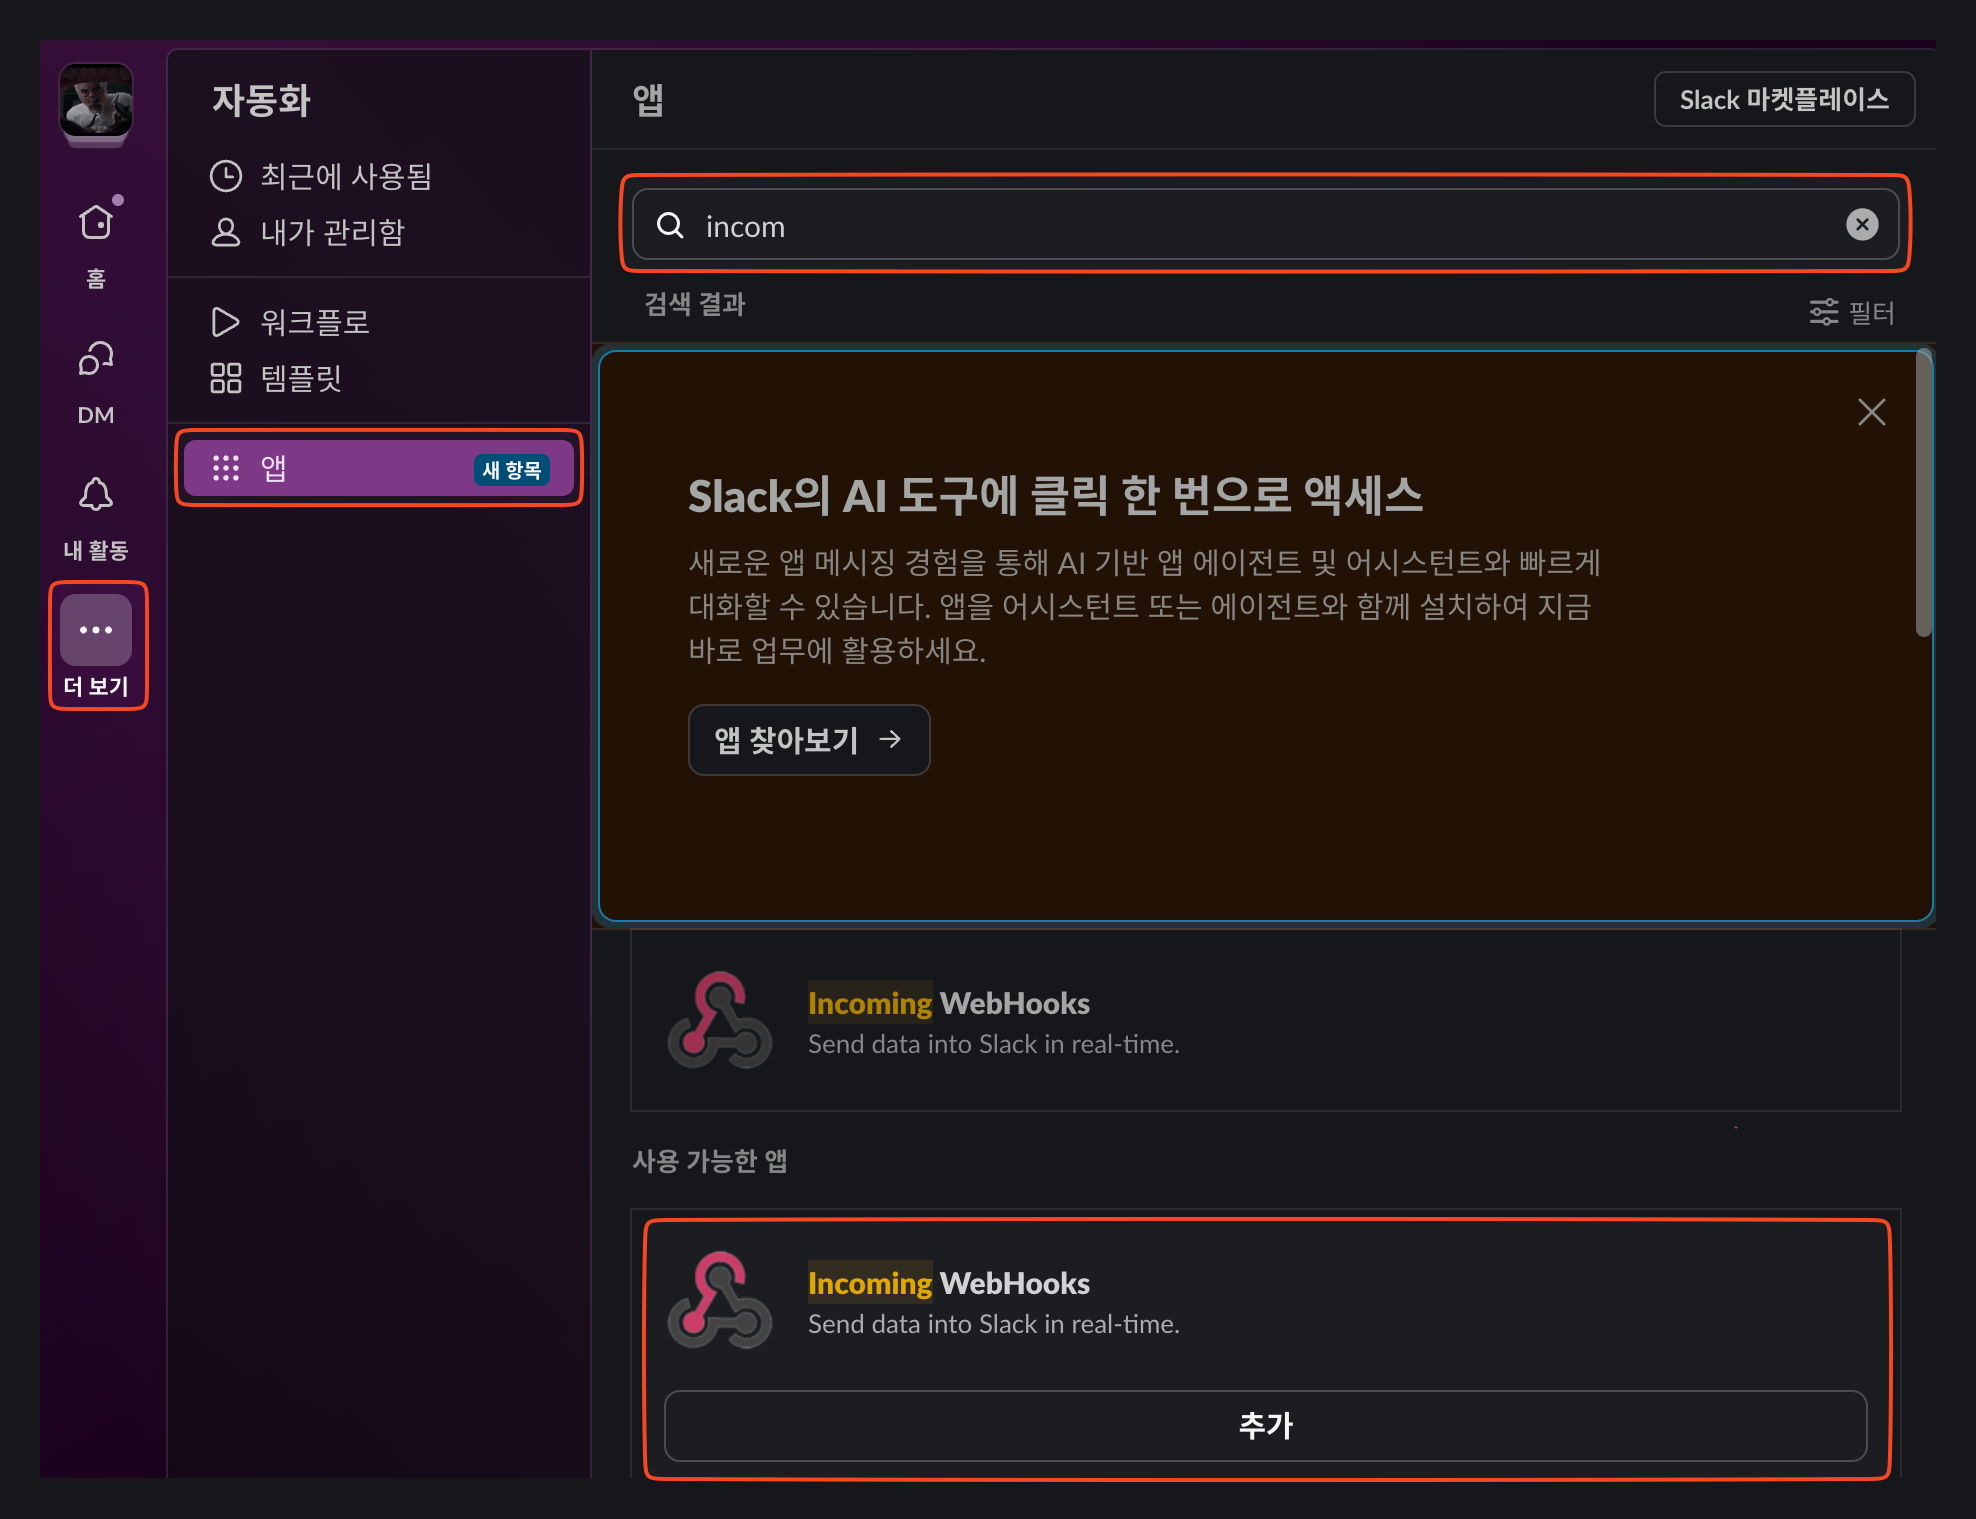 자동화
최근에 사용됨
내가 관리함
워크플로
템플릿
앱
새 항목
홈
DM
내 활동
더 보기
앱
Slack 마켓플레이스
incom
검색 결과
필터
Slack의 AI 도구에 클릭 한 번으로 액세스
새로운 앱 메시징 경험을 통해 AI 기반 앱 에이전트 및 어시스턴트와 빠르게
대화할 수 있습니다. 앱을 어시스턴트 또는 에이전트와 함께 설치하여 지금
바로 업무에 활용하세요.
앱 찾아보기 →
Incoming WebHooks
Send data into Slack in real-time.
사용 가능한 앱
Incoming WebHooks
Send data into Slack in real-time.
추가